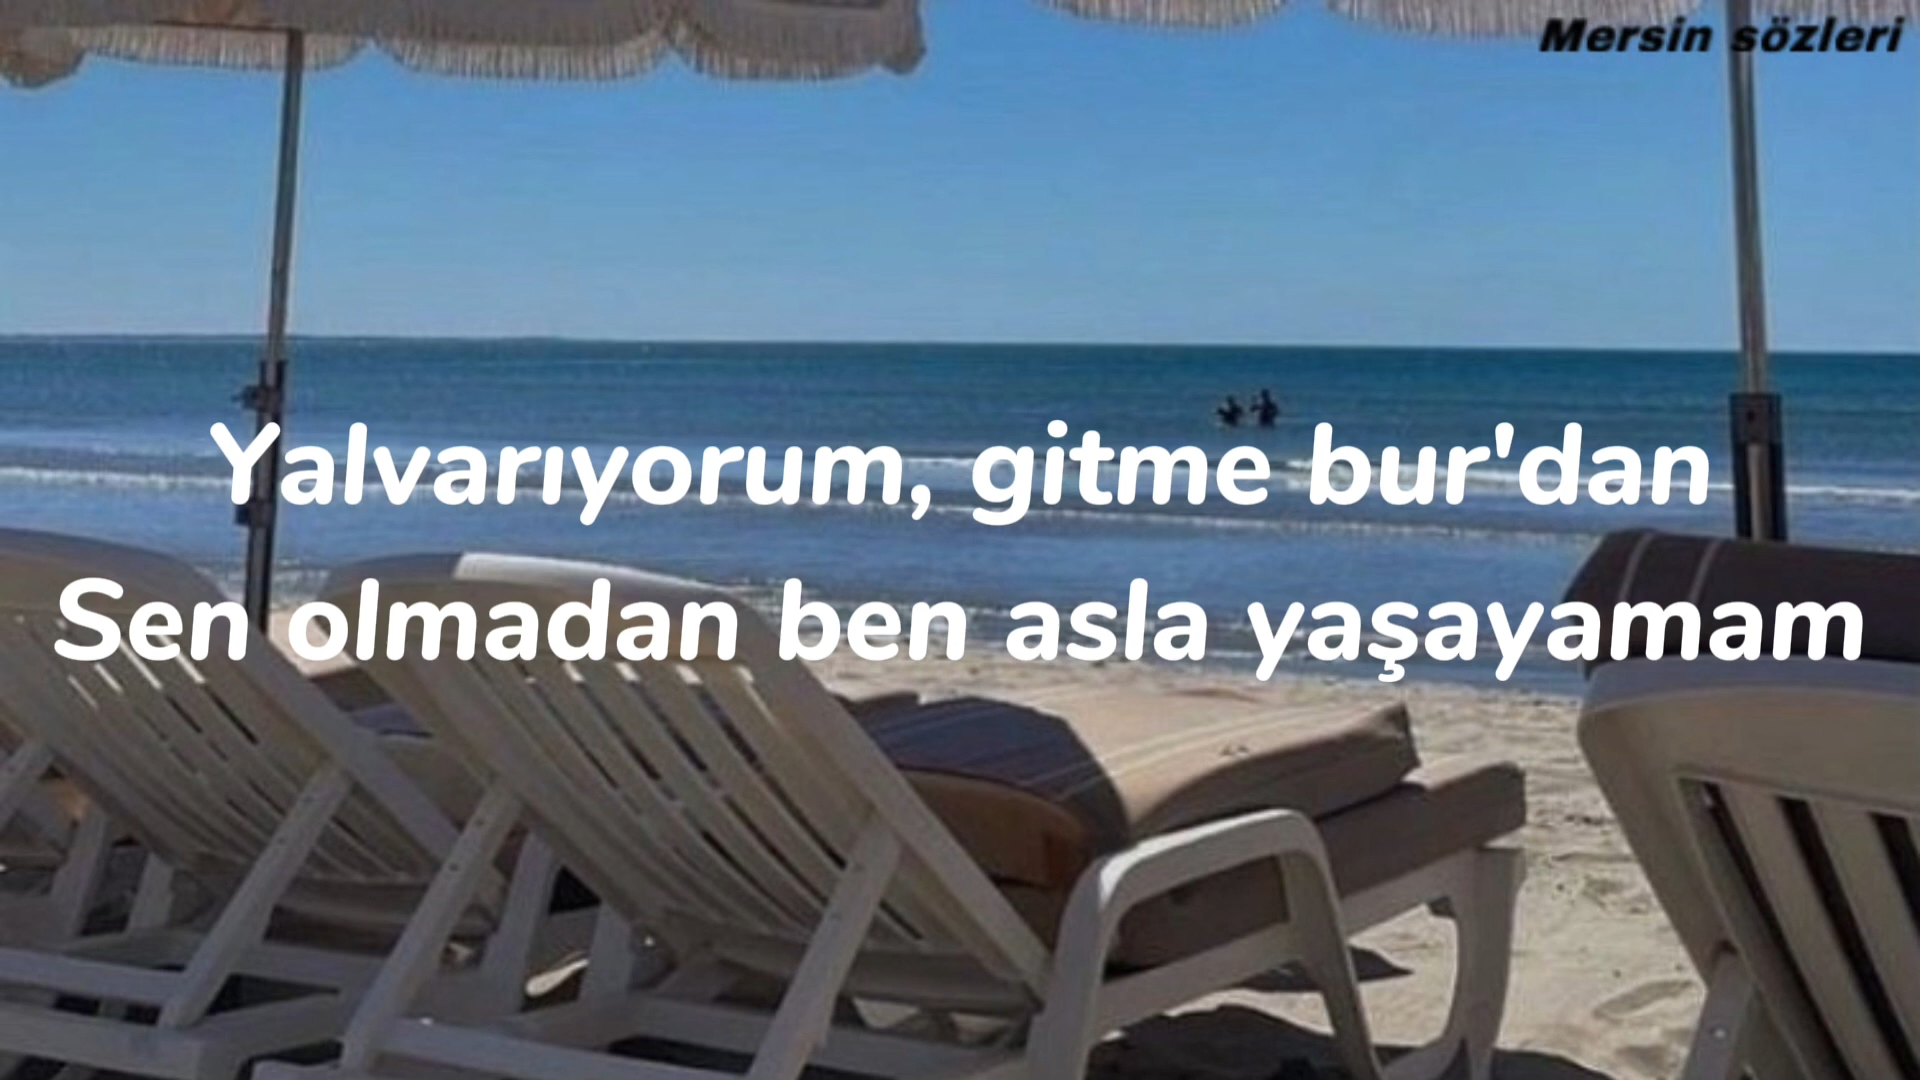 Mersin sözleri
Yalvarıyorum, gitme bur'dan
Sen olmadan ben asla yaşayamam